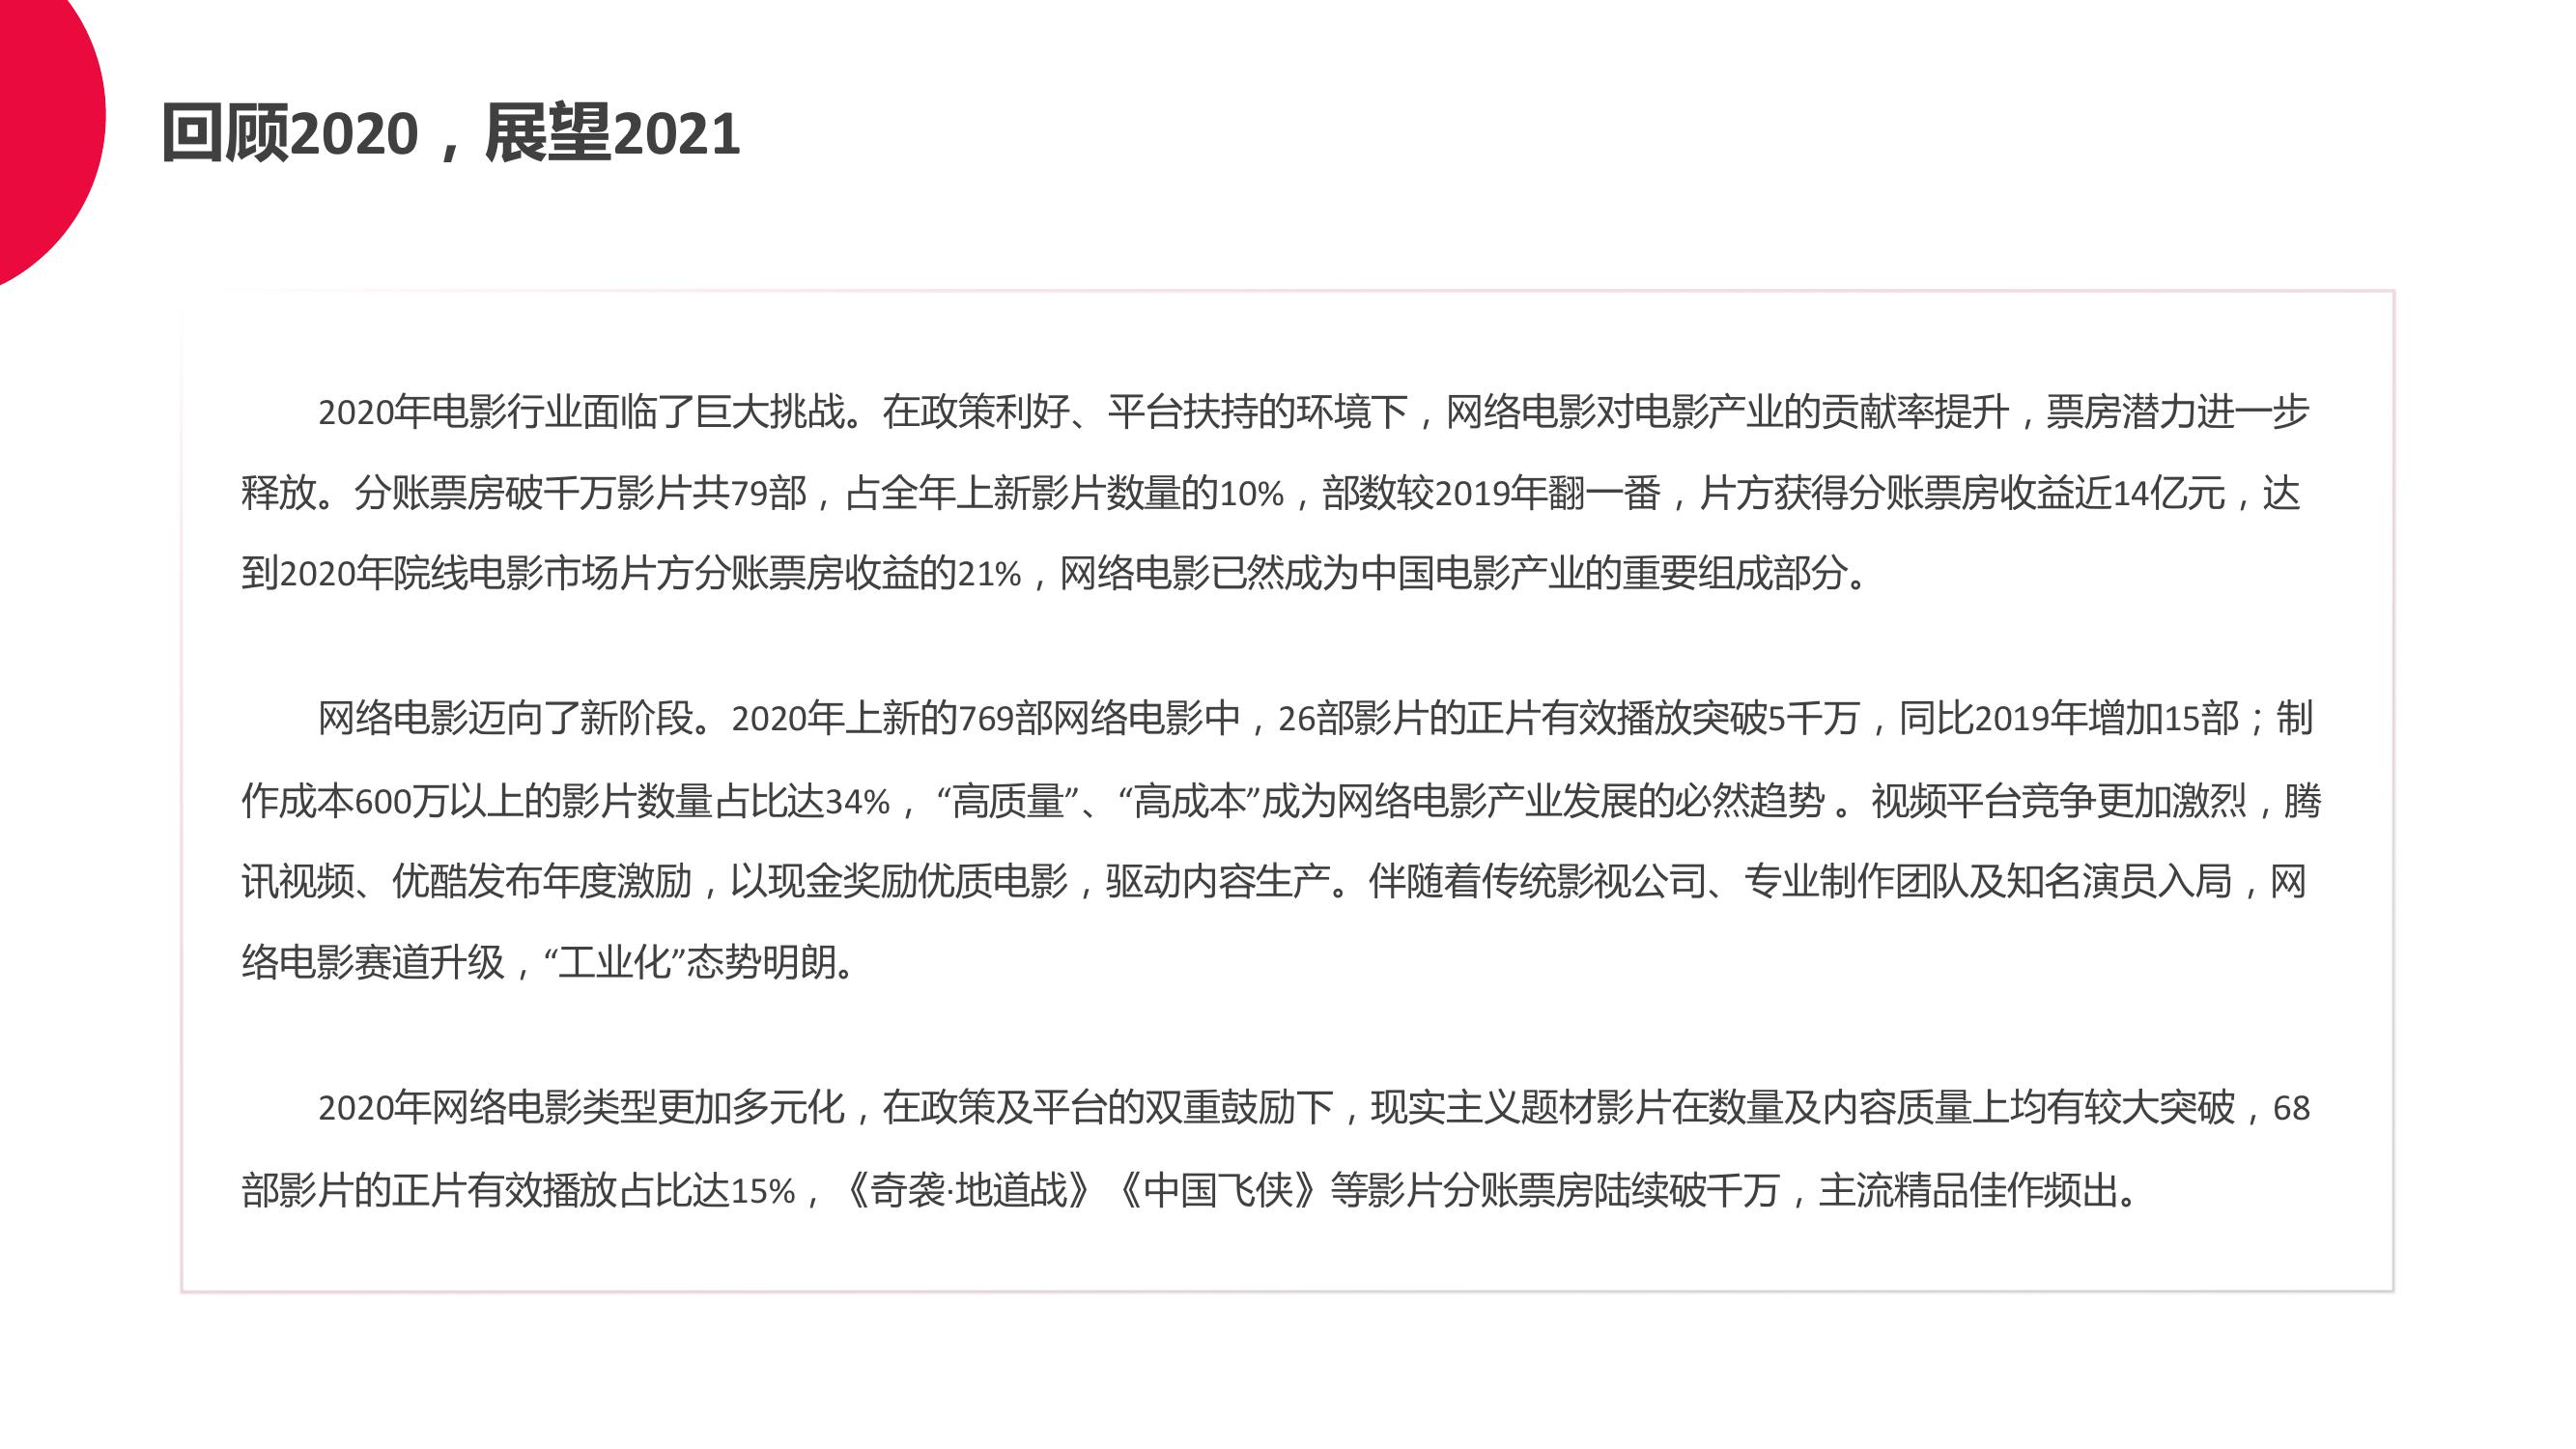 回顾2020，展望2021
2020年电影行业面临了巨大挑战。在政策利好、平台扶持的环境下，网络电影对电影产业的贡献率提升，票房潜力进一步
释放。分账票房破千万影片共79部，占全年上新影片数量的10%，部数较2019年翻一番，片方获得分账票房收益近14亿元，达
到2020年院线电影市场片方分账票房收益的21%，网络电影已然成为中国电影产业的重要组成部分。
网络电影迈向了新阶段。2020年上新的769部网络电影中，26部影片的正片有效播放突破5千万，同比2019年增加15部；制
作成本600万以上的影片数量占比达34%，“高质量”、“高成本”成为网络电影产业发展的必然趋势 。视频平台竞争更加激烈，腾
讯视频、优酷发布年度激励，以现金奖励优质电影，驱动内容生产。伴随着传统影视公司、专业制作团队及知名演员入局，网
络电影赛道升级，“工业化”态势明朗。
2020年网络电影类型更加多元化，在政策及平台的双重鼓励下，现实主义题材影片在数量及内容质量上均有较大突破，68
部影片的正片有效播放占比达15%，《奇袭·地道战》《中国飞侠》等影片分账票房陆续破千万，主流精品佳作频出。